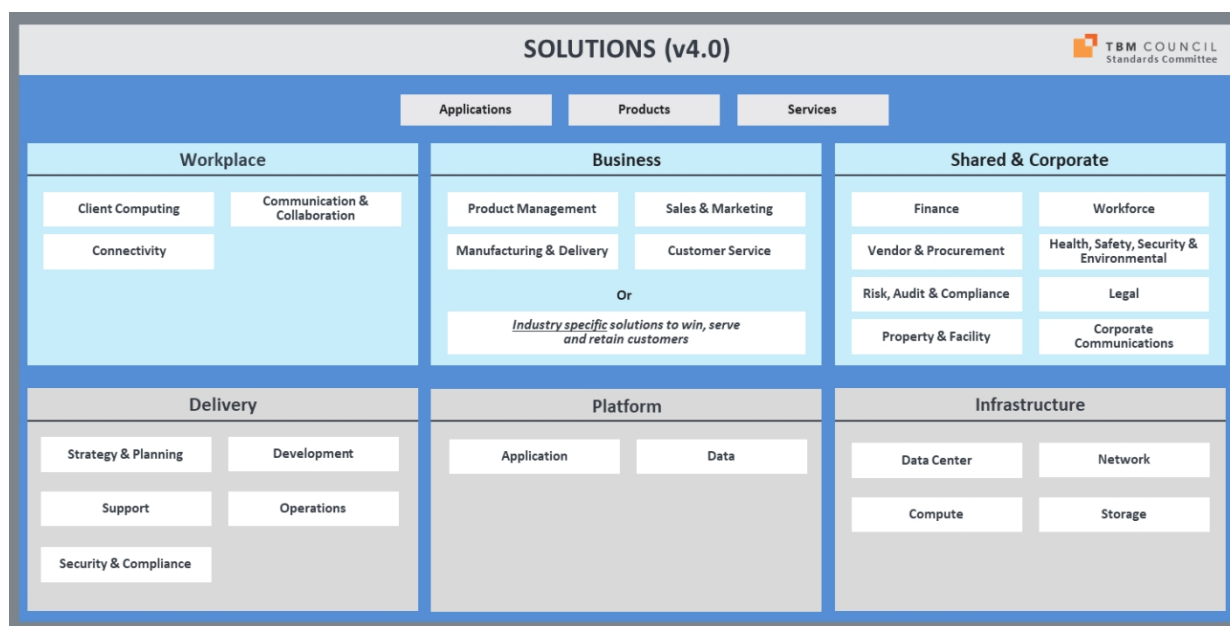 SOLUTIONS (v4.0)
TBM COUNCIL
Standards Committee
Applications
Products
Services
Workplace
Client Computing
Communication &
Collaboration
Connectivity
Business
Product Management
Sales & Marketing
Manufacturing & Delivery
Customer Service
Or
Industry specific solutions to win, serve
and retain customers
Shared & Corporate
Finance
Workforce
Vendor & Procurement
Health, Safety, Security &
Environmental
Risk, Audit & Compliance
Legal
Property & Facility
Corporate
Communications
Delivery
Strategy & Planning
Development
Support
Operations
Security & Compliance
Platform
Application
Data
Infrastructure
Data Center
Network
Compute
Storage